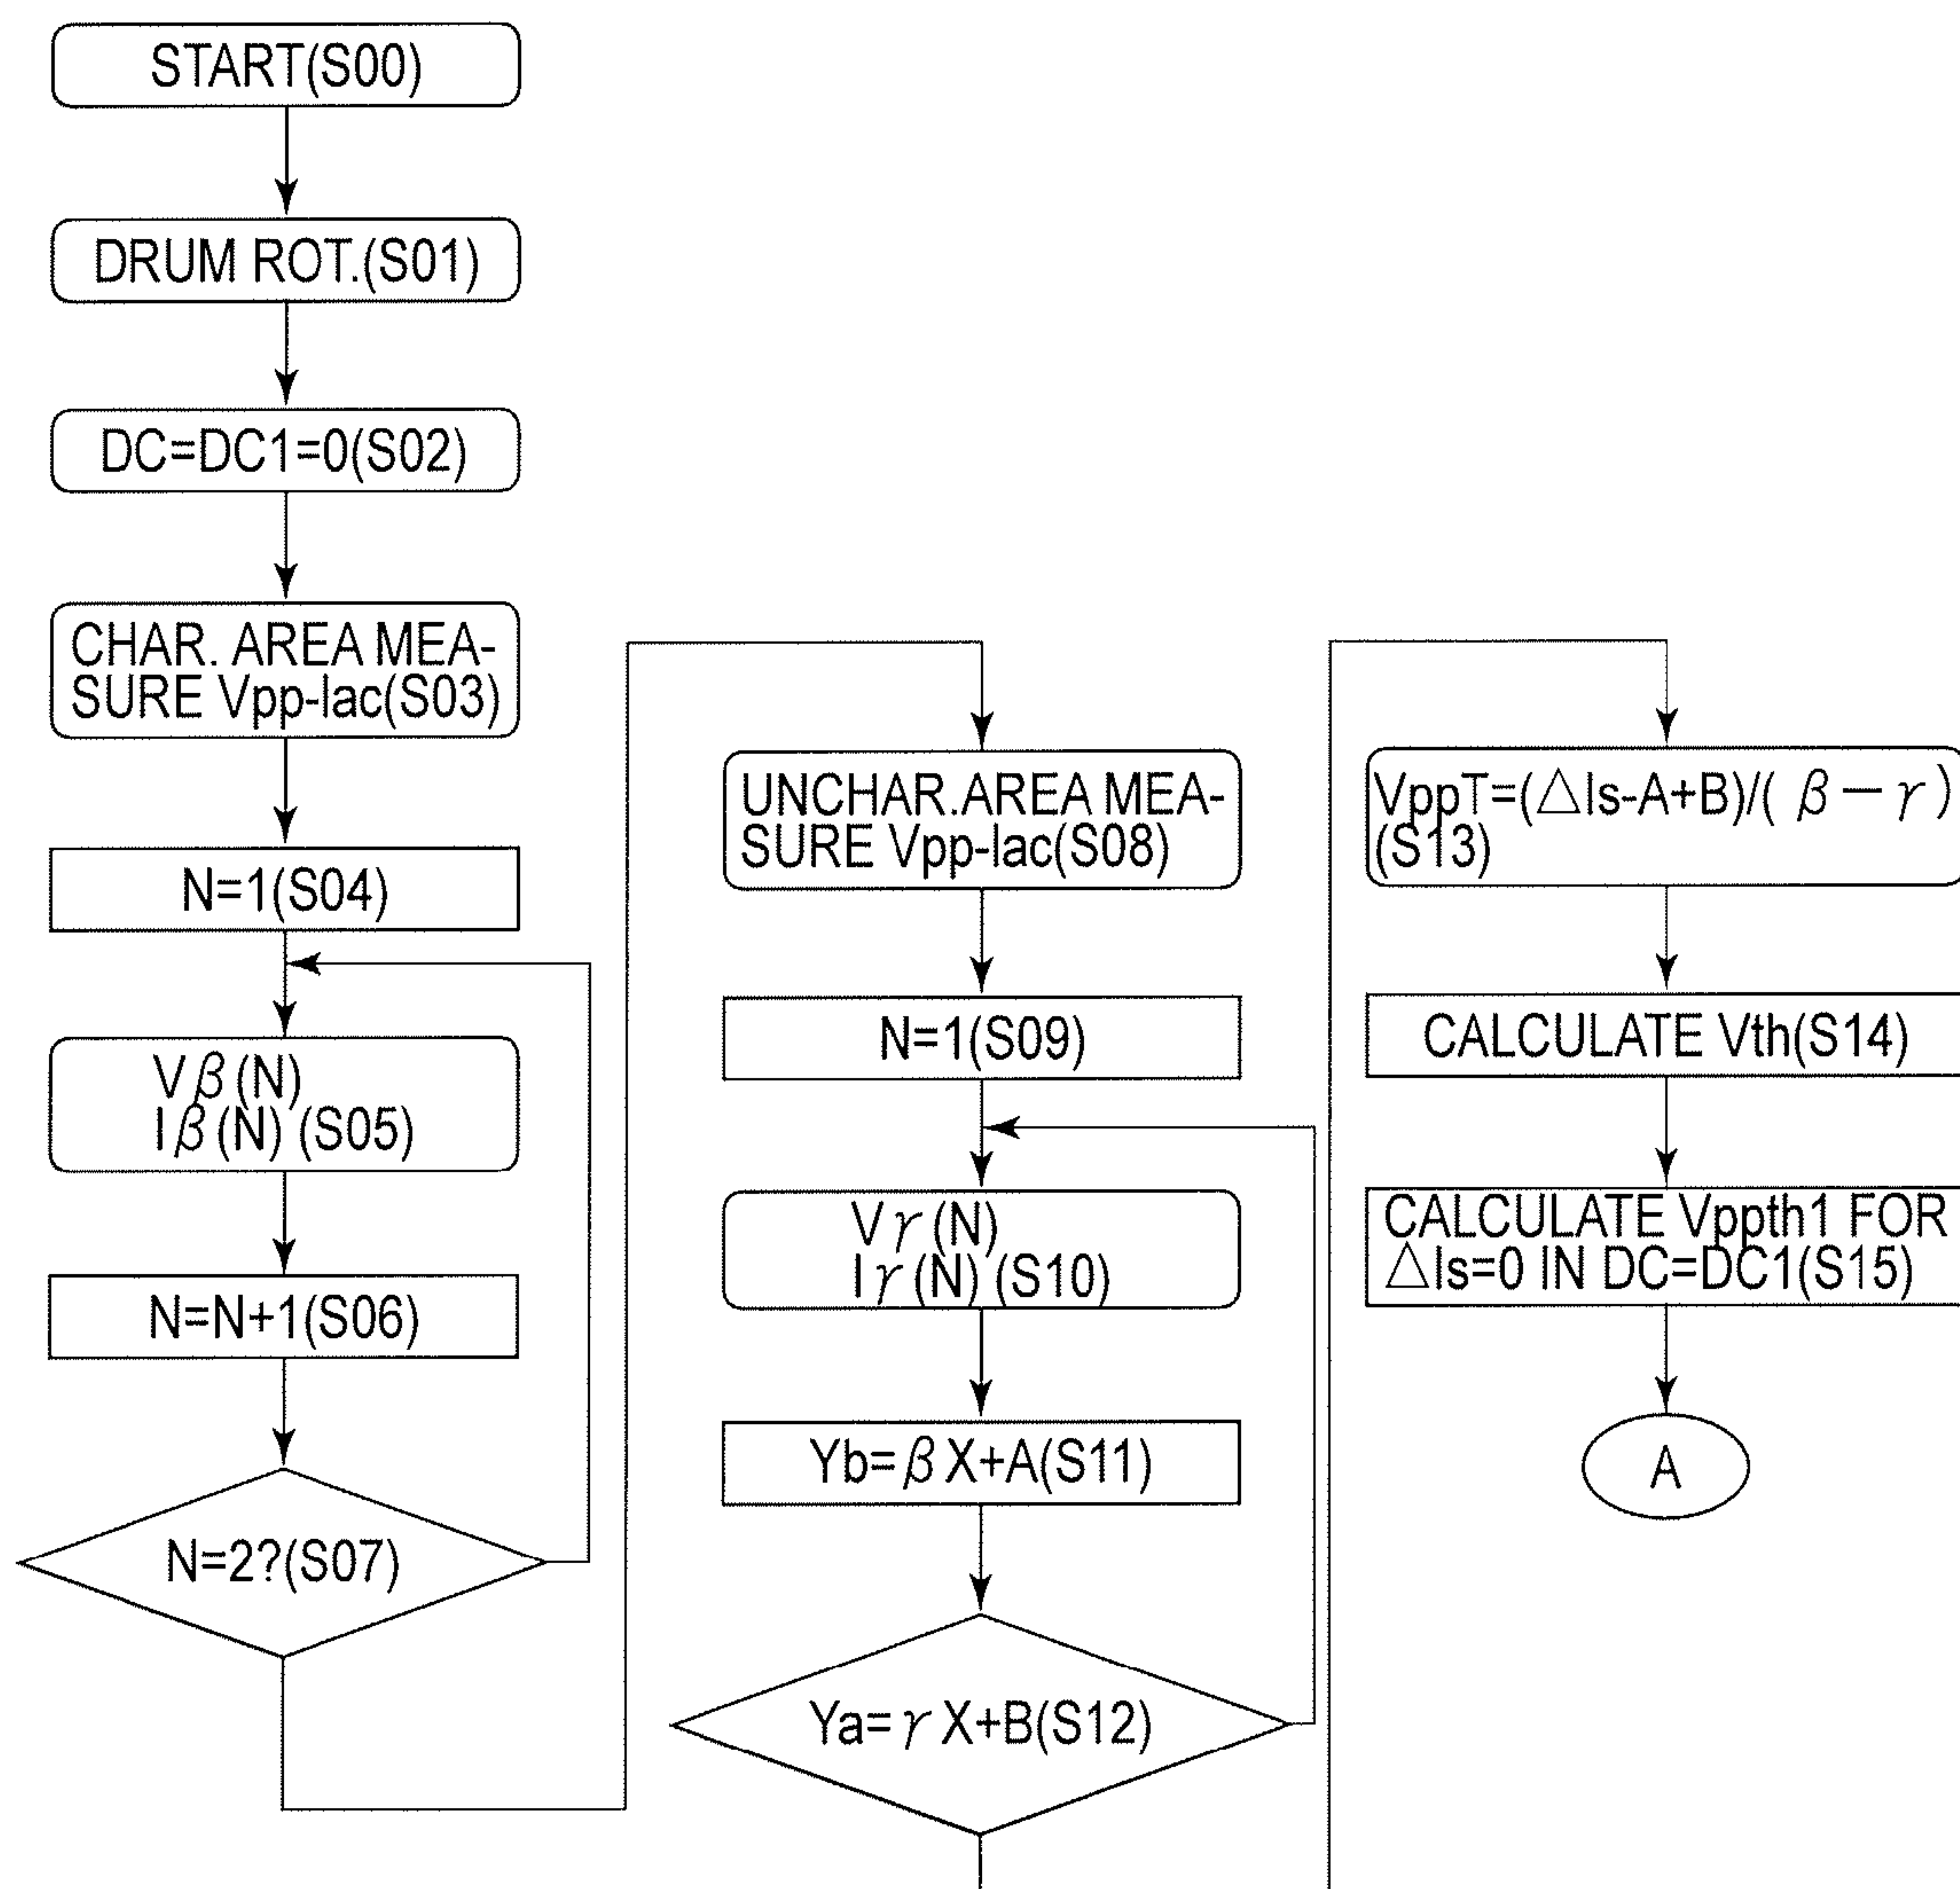 START(S00)
DRUM ROT.(S01)
DC=DC1=0(S02)
CHAR. AREA MEA-
SURE Vpp-Iac(S03)
N=1(S04)
Vβ(N)
Iβ(N) (S05)
N=N+1(S06)
N=2?(S07)
UNCHAR.AREA MEA-
SURE Vpp-Iac(S08)
N=1(S09)
Vγ(N)
Iγ(N) (S10)
Yb=βX+A(S11)
Ya=γX+B(S12)
VppT=(△Is-A+B)/( β－γ)
(S13)
CALCULATE Vth(S14)
CALCULATE Vppth1 FOR
△Is=0 IN DC=DC1(S15)
A